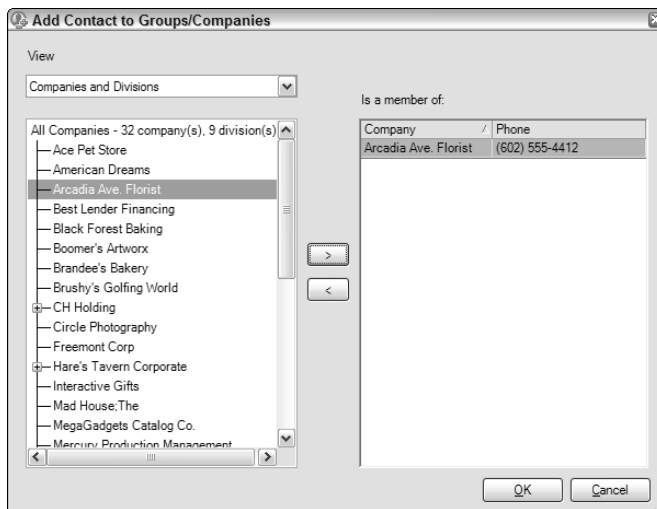 Add Contact to Groups/Companies
View
Companies and Divisions
All Companies - 32 company(s), 9 division(s)
Ace Pet Store
American Dreams
Arcadia Ave. Florist
Best Lender Financing
Black Forest Baking
Boomer's Artworx
Brandee's Bakery
Brushy's Golfing World
CH Holding
Circle Photography
Freemont Corp
Hare's Tavern Corporate
Interactive Gifts
Mad House;The
MegaGadgets Catalog Co.
Mercury Production Management
>
<
Is a member of:
Company / Phone
Arcadia Ave. Florist (602) 555-4412
OK Cancel